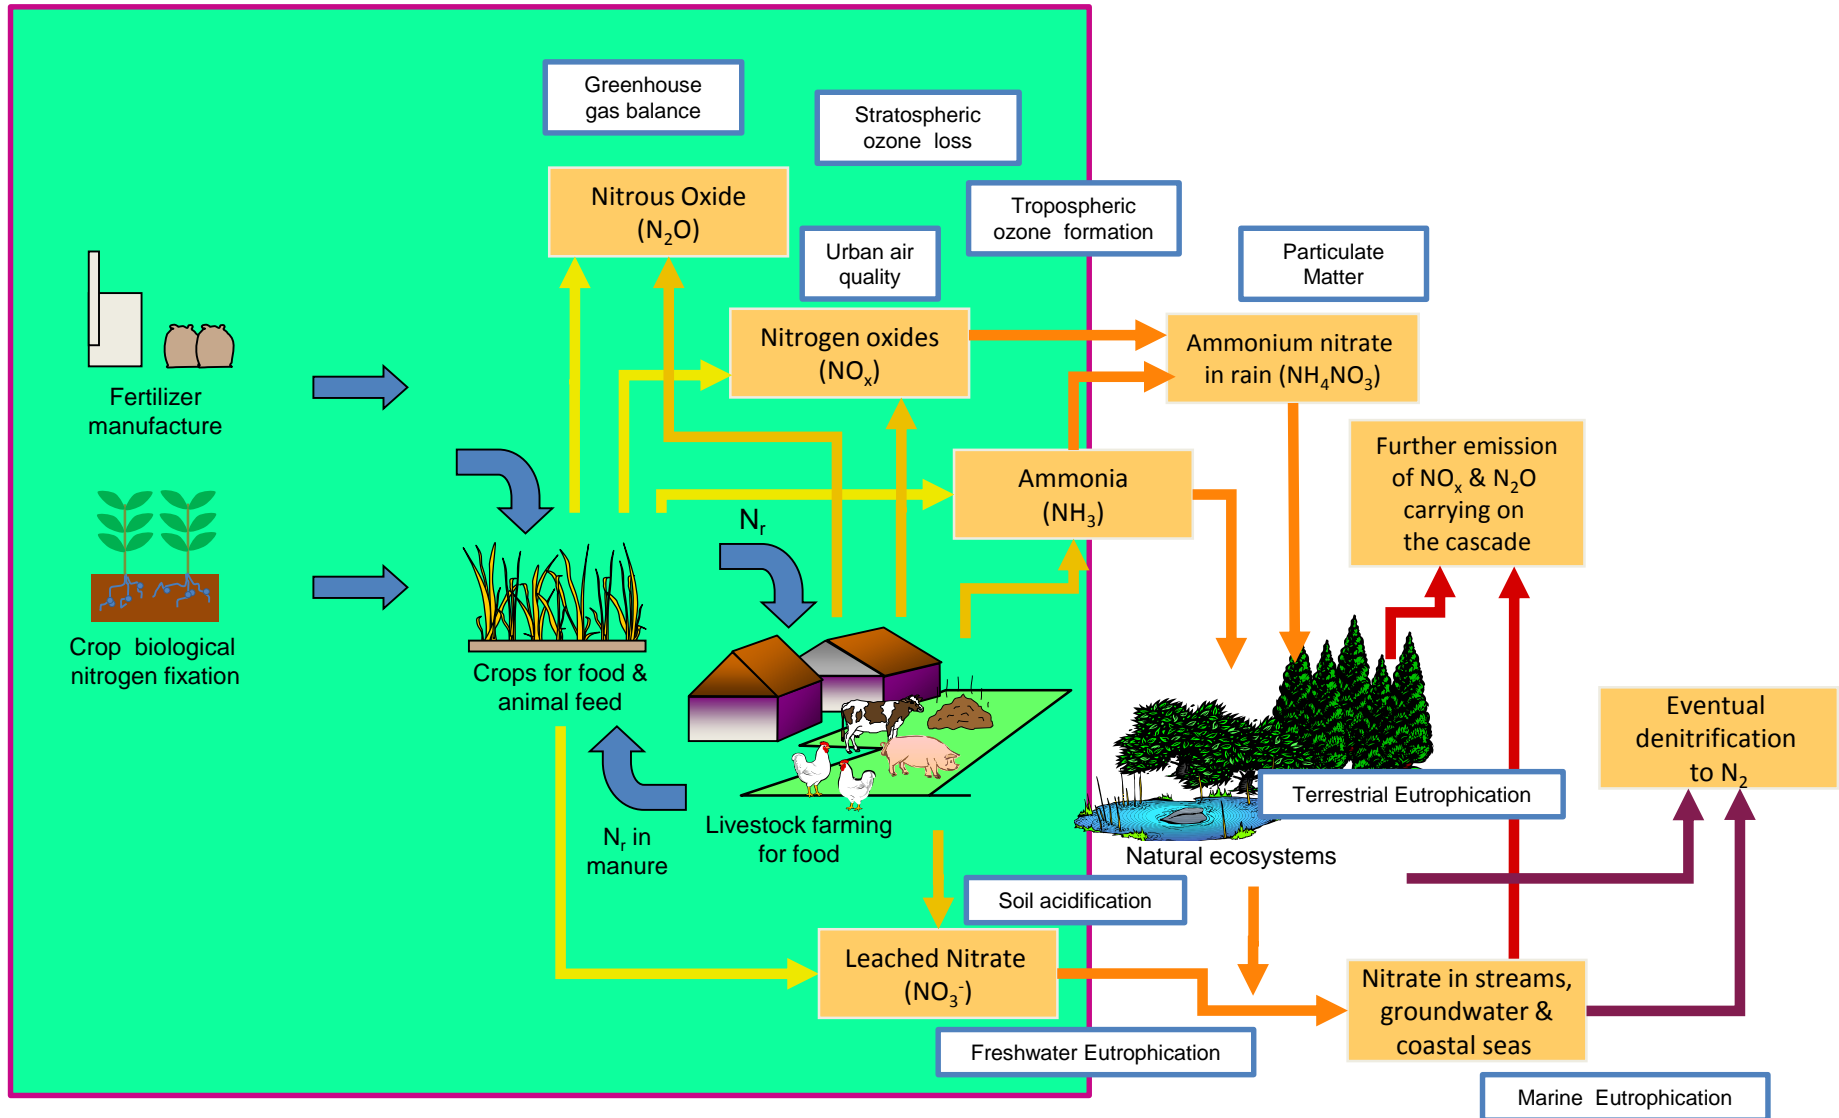 Greenhouse
gas balance
Stratospheric
ozone loss
Nitrous Oxide
(N₂O)
Tropospheric
ozone formation
Urban air
quality
Particulate
Matter
Fertilizer
manufacture
Nitrogen oxides
(NOₓ)
Ammonium nitrate
in rain (NH₄NO₃)
Further emission
of NOₓ & N₂O
carrying on
the cascade
Ammonia
(NH₃)
Nᵣ
Crop biological
nitrogen fixation
Crops for food &
animal feed
Nᵣ in
manure
Livestock farming
for food
Natural ecosystems
Terrestrial Eutrophication
Eventual
denitrification
to N₂
Soil acidification
Leached Nitrate
(NO₃⁻)
Nitrate in streams,
groundwater &
coastal seas
Freshwater Eutrophication
Marine Eutrophication